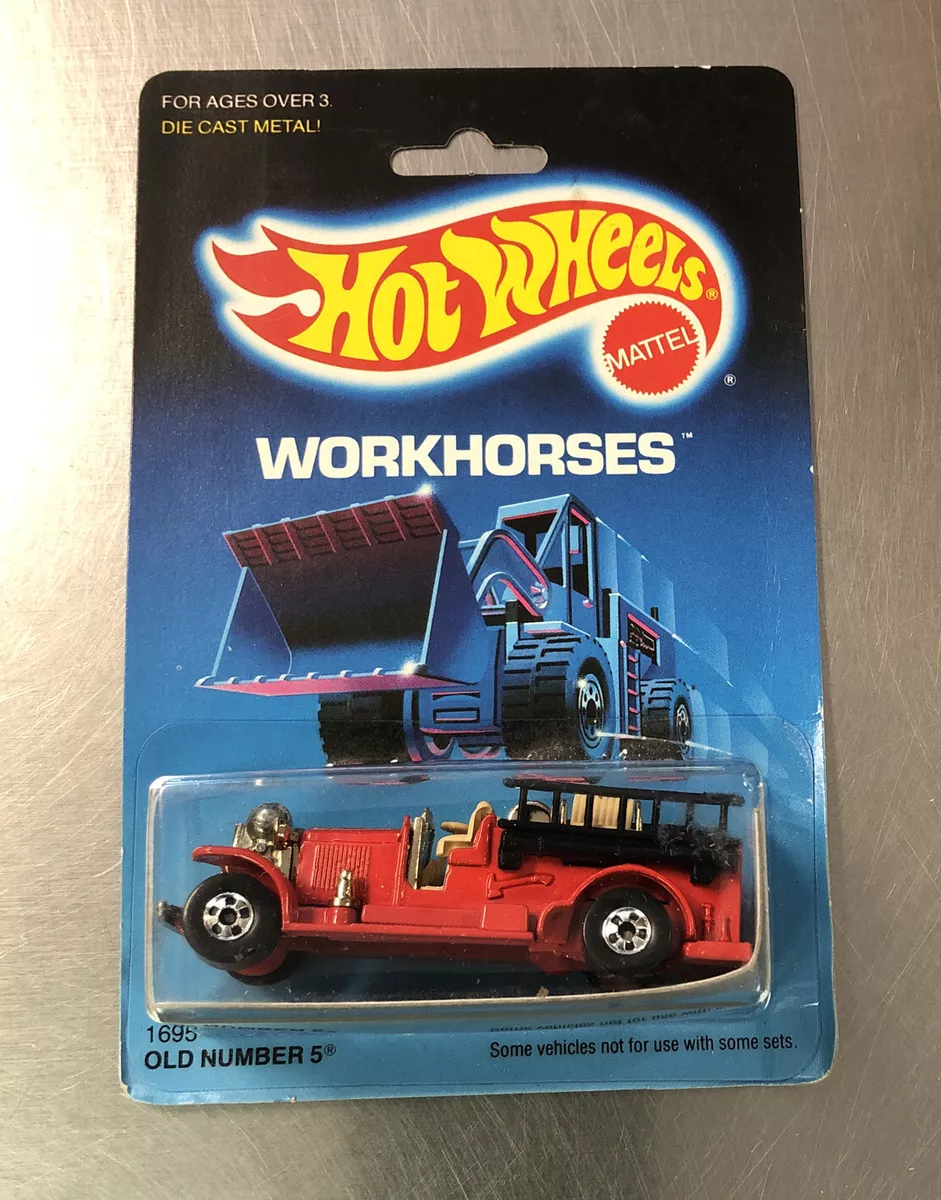 FOR AGES OVER 3.
DIE CAST METAL!
HOT WHEELS®
MATTEL
®
WORKHORSES™
1695
OLD NUMBER 5®
Some vehicles not for use with some sets.